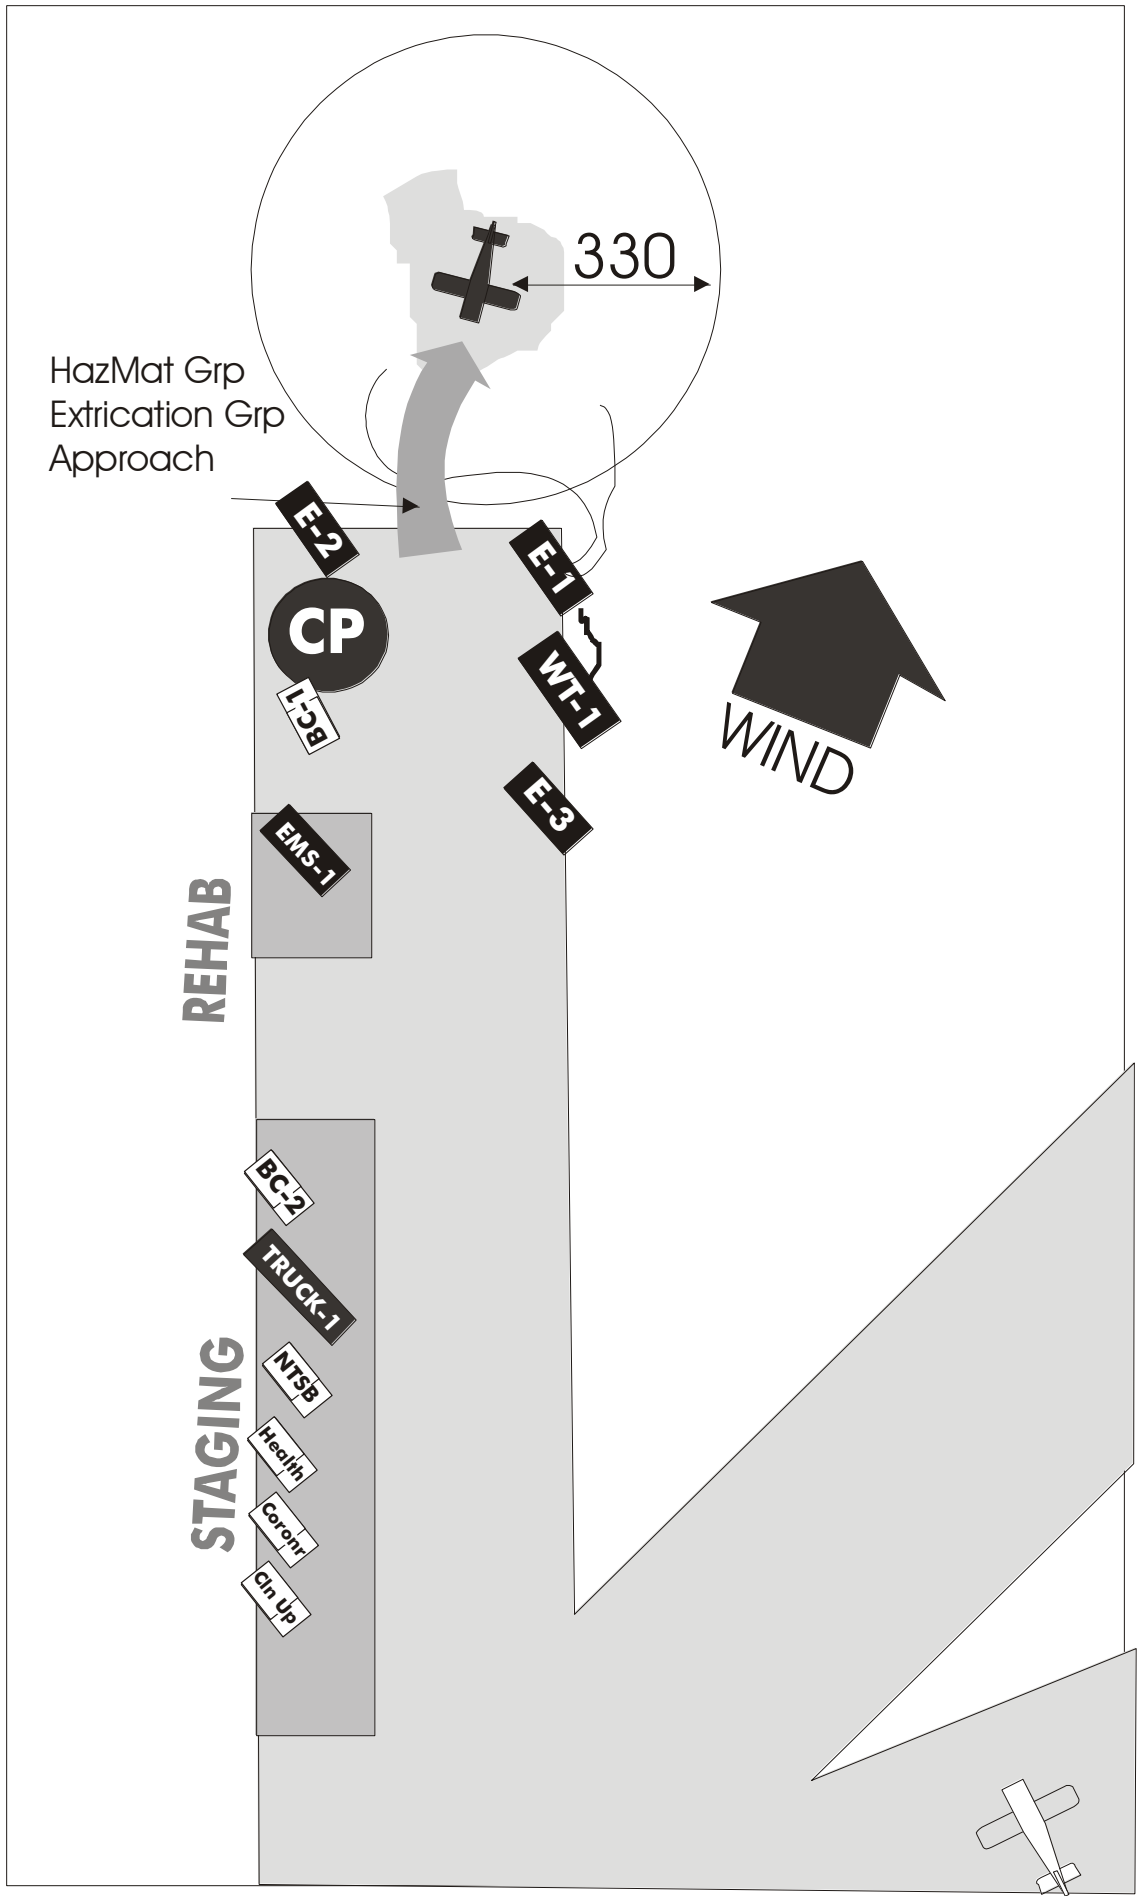 330
HazMat Grp
Extrication Grp
Approach
E-2
E-1
CP
WT-1
BC-1
WIND
E-3
EMS-1
REHAB
BC-2
TRUCK-1
NTSB
STAGING
Health
Coronr
Cln Up